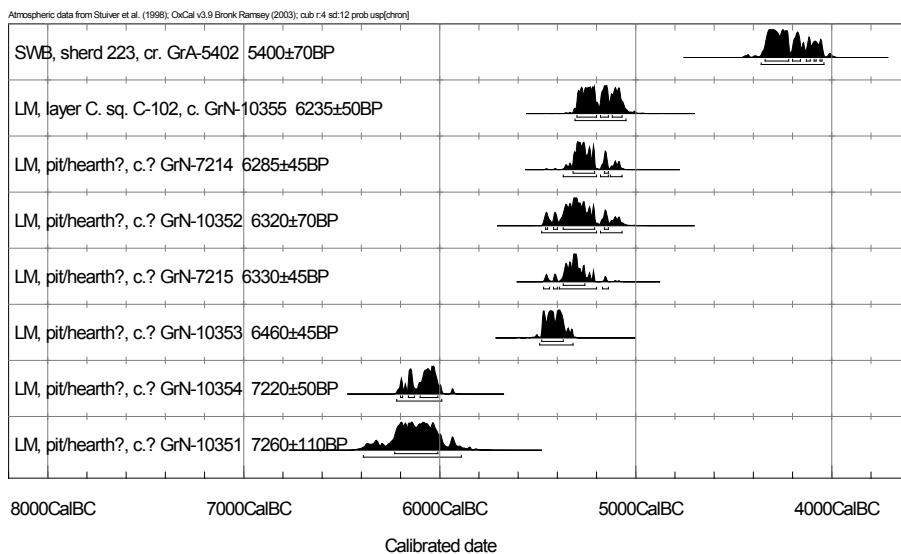 Atmospheric data from Stuiver et al. (1998); OxCal v3.9 Bronk Ramsey (2003); cub r:4 sd:12 prob usp[chron]
SWB, sherd 223, cr. GrA-5402 5400±70BP
LM, layer C. sq. C-102, c. GrN-10355 6235±50BP
LM, pit/hearth?, c.? GrN-7214 6285±45BP
LM, pit/hearth?, c.? GrN-10352 6320±70BP
LM, pit/hearth?, c.? GrN-7215 6330±45BP
LM, pit/hearth?, c.? GrN-10353 6460±45BP
LM, pit/hearth?, c.? GrN-10354 7220±50BP
LM, pit/hearth?, c.? GrN-10351 7260±110BP
8000CalBC 7000CalBC 6000CalBC 5000CalBC 4000CalBC
Calibrated date